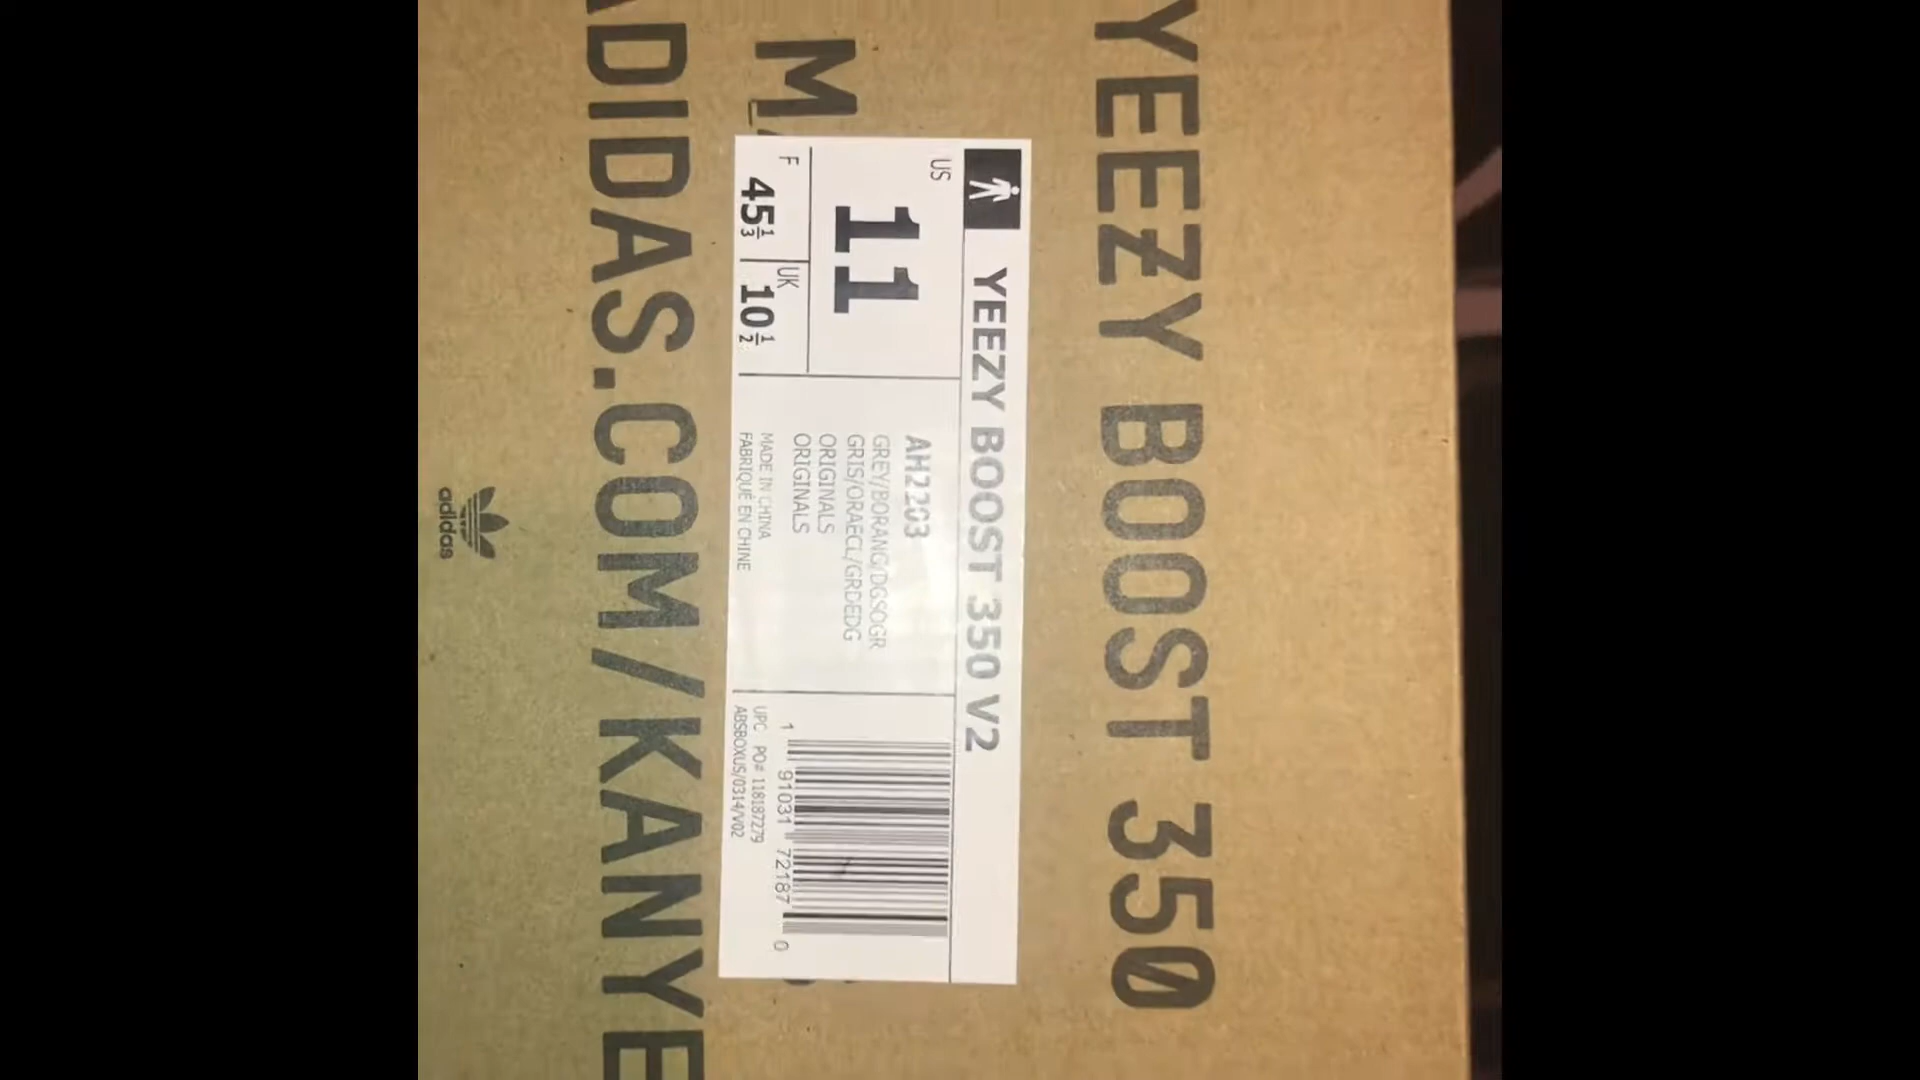 YEEZY BOOST 350
YEEZY BOOST 350 V2
US
11
F
45 1/3
UK
10 1/2
AH2203
GREY/BORANG/DGSOGR
GRIS/ORAECL/GRDEDG
ORIGINALS
ORIGINALS
MADE IN CHINA
FABRIQUÉ EN CHINE
1 91031 72187 0
UPC PO# 1181187279
ABSBOXUS/0314/V02
M
ADIDAS.COM/KANYE
adidas